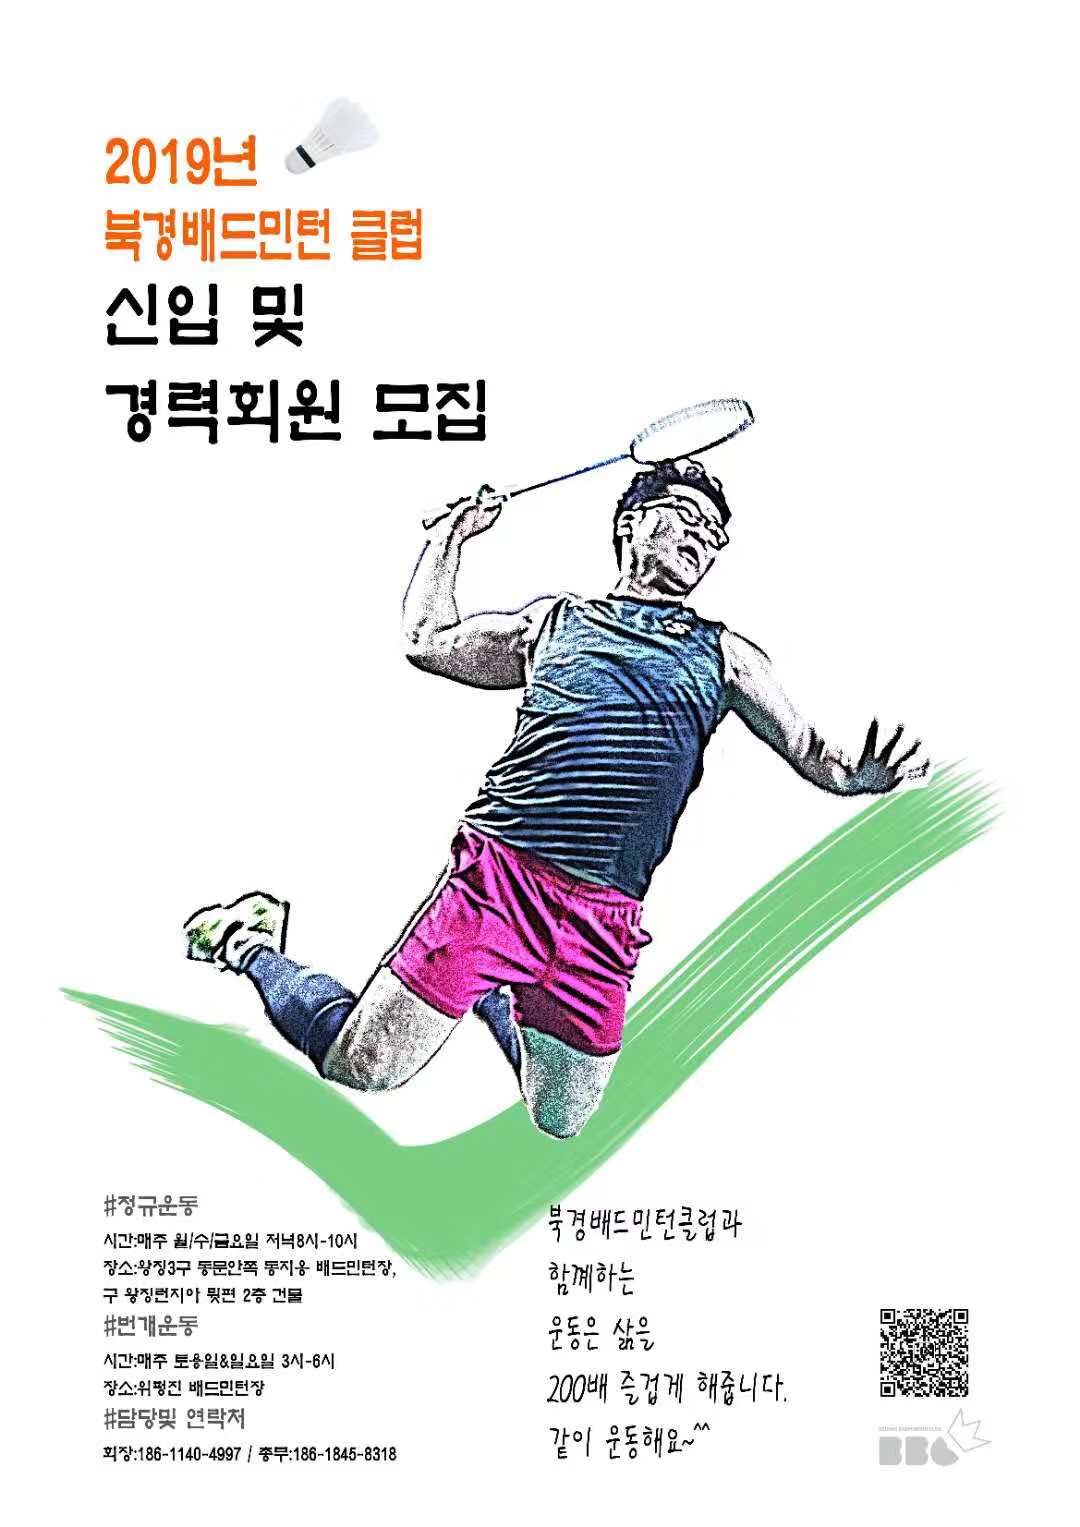 2019년
북경배드민턴 클럽
신입 및
경력회원 모집
#정규운동
시간:매주 월/수/금요일 저녁8시-10시
장소:왕징3구 동문안쪽 동지웅 배드민턴장,
구 왕징런지아 뒷편 2층 건물
#번개운동
시간:매주 토용일&일요일 3시-6시
장소:위펑진 배드민턴장
#담당및 연락처
회장:186-1140-4997 / 총무:186-1845-8318
북경배드민턴클럽과
함께하는
운동은 삶을
200배 즐겁게 해줍니다.
같이 운동해요~^^
BBC